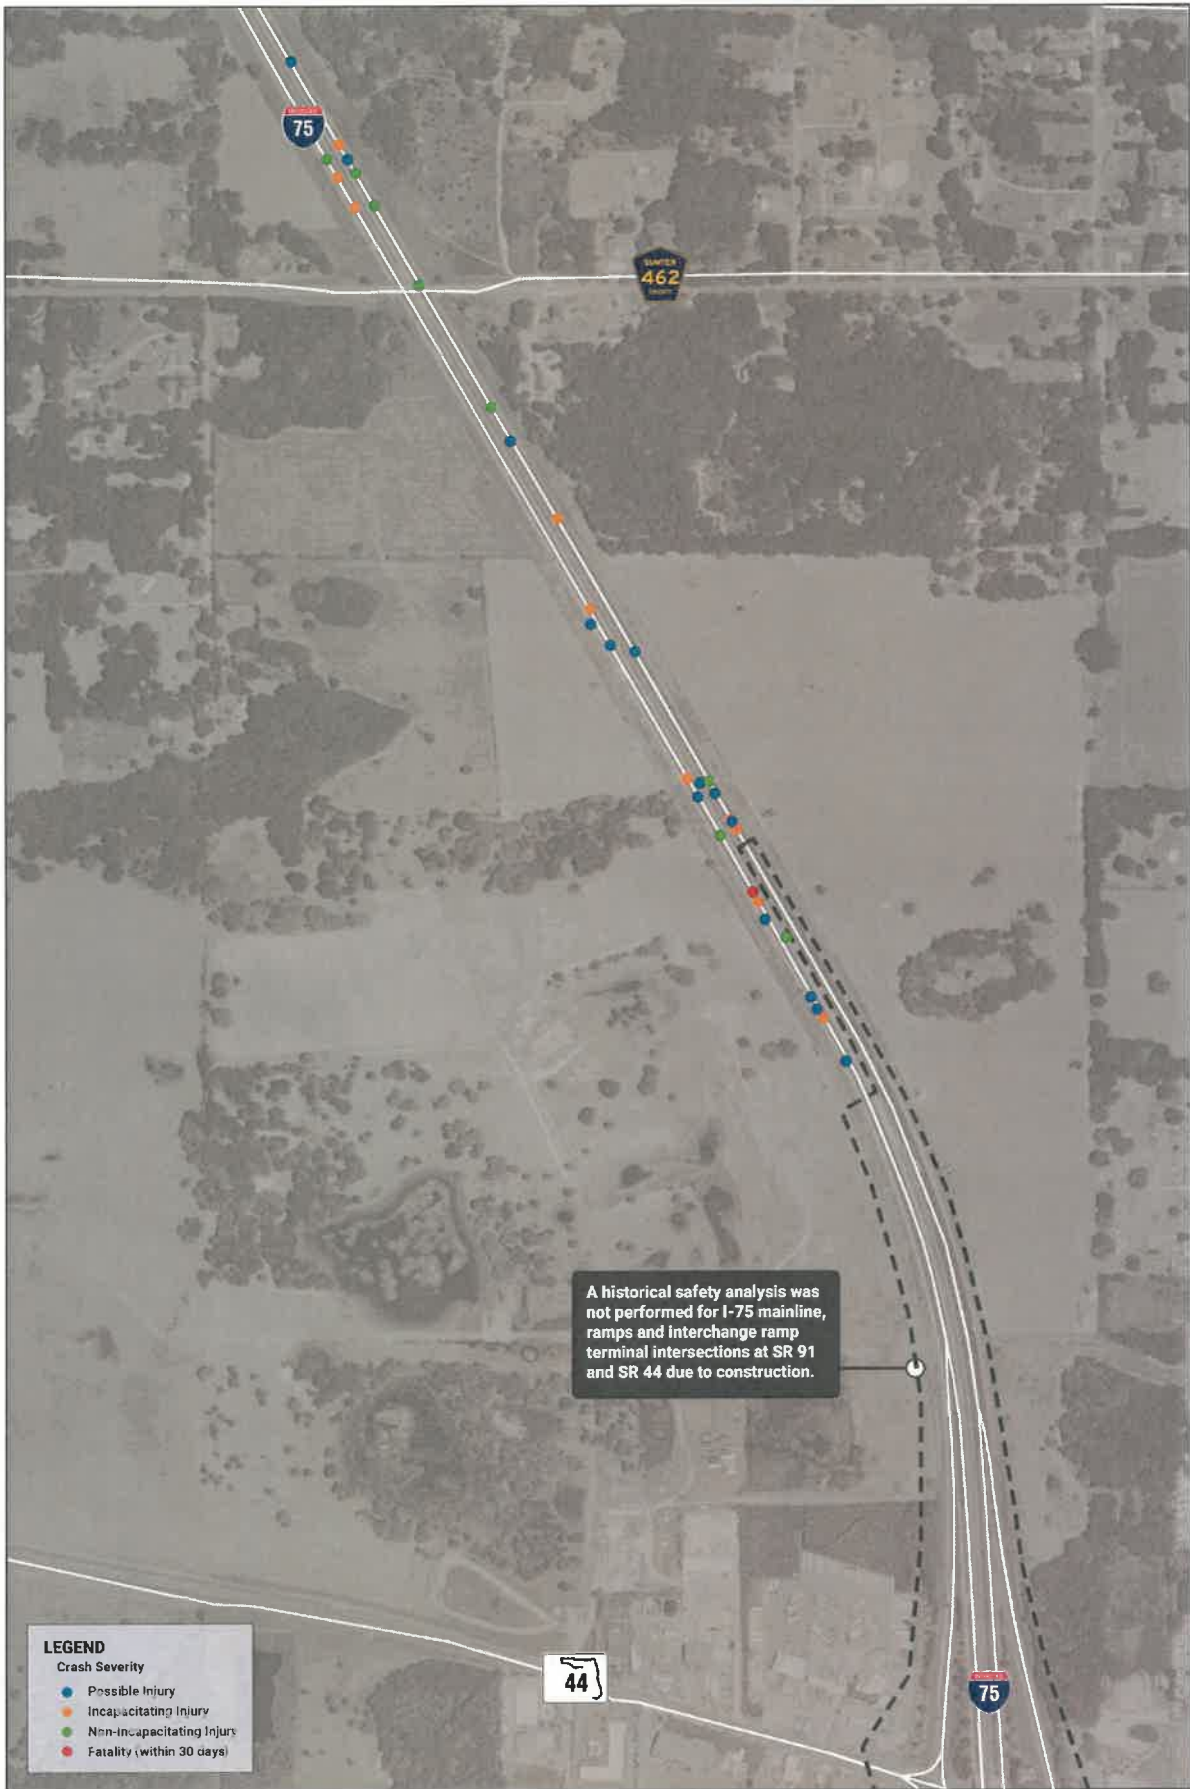 INTERSTATE
75
SUMTER
462
COUNTY
A historical safety analysis was
not performed for I-75 mainline,
ramps and interchange ramp
terminal intersections at SR 91
and SR 44 due to construction.
LEGEND
Crash Severity
Possible Injury
Incapacitating Injury
Non-incapacitating Injury
Fatality (within 30 days)
44
INTERSTATE
75